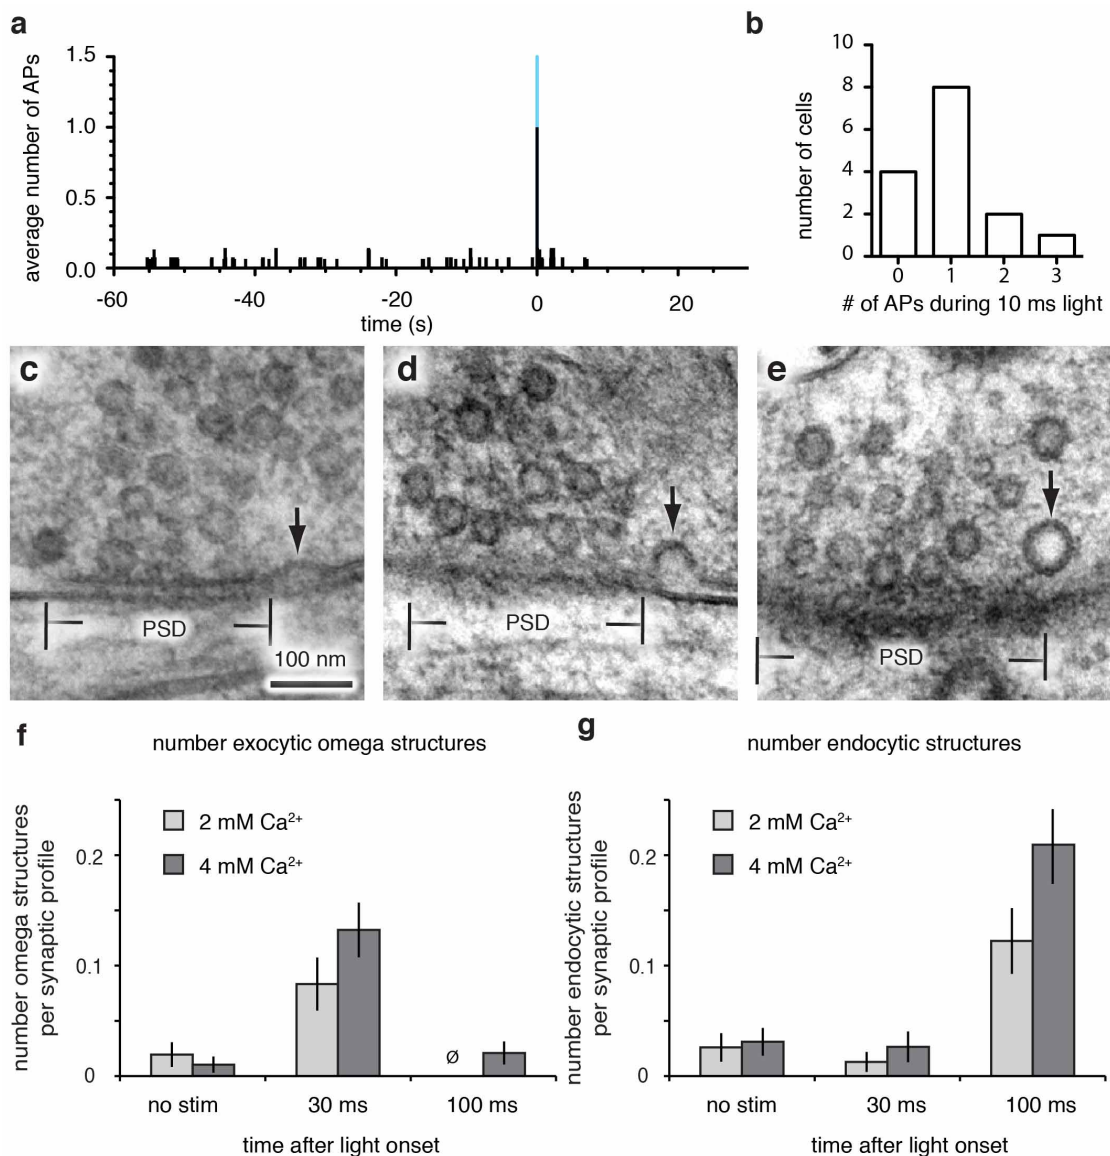 a
average number of APs
1.5
1.0
0.5
0.0
-60
-40
-20
0
20
time (s)
b
number of cells
10
8
6
4
2
0
0
1
2
3
# of APs during 10 ms light
c
PSD
100 nm
d
PSD
e
PSD
f
number exocytic omega structures
number omega structures
per synaptic profile
0.2
0.1
0
2 mM Ca²⁺
4 mM Ca²⁺
ø
no stim
30 ms
100 ms
time after light onset
g
number endocytic structures
number endocytic structures
per synaptic profile
0.2
0.1
0
2 mM Ca²⁺
4 mM Ca²⁺
no stim
30 ms
100 ms
time after light onset